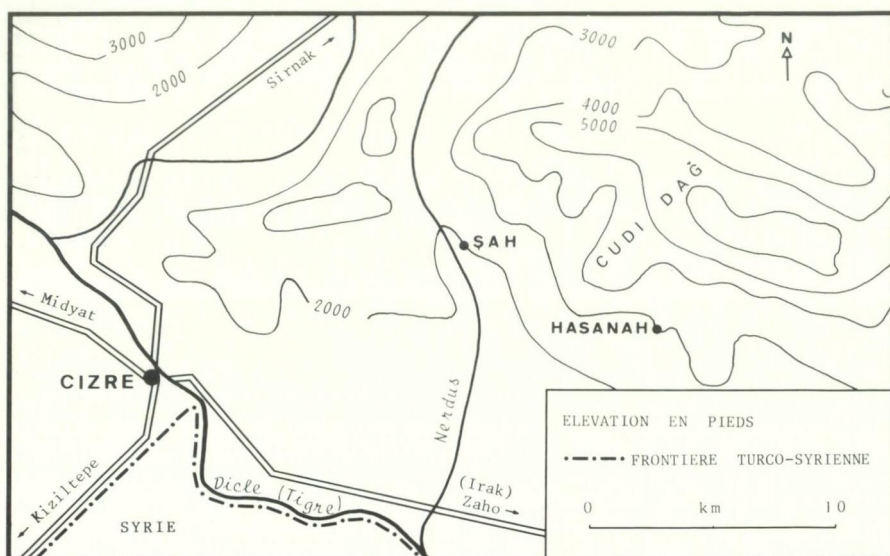 3000
2000
Sirnak
3000
N
4000
5000
CUDI DAĞ
ŞAH
2000
HASANAH
Midyat
CIZRE
Nerdus
Kiziltepe
SYRIE
Dicle (Tigre)
(Irak)
Zaho
ELEVATION EN PIEDS
FRONTIERE TURCO-SYRIENNE
0 km 10